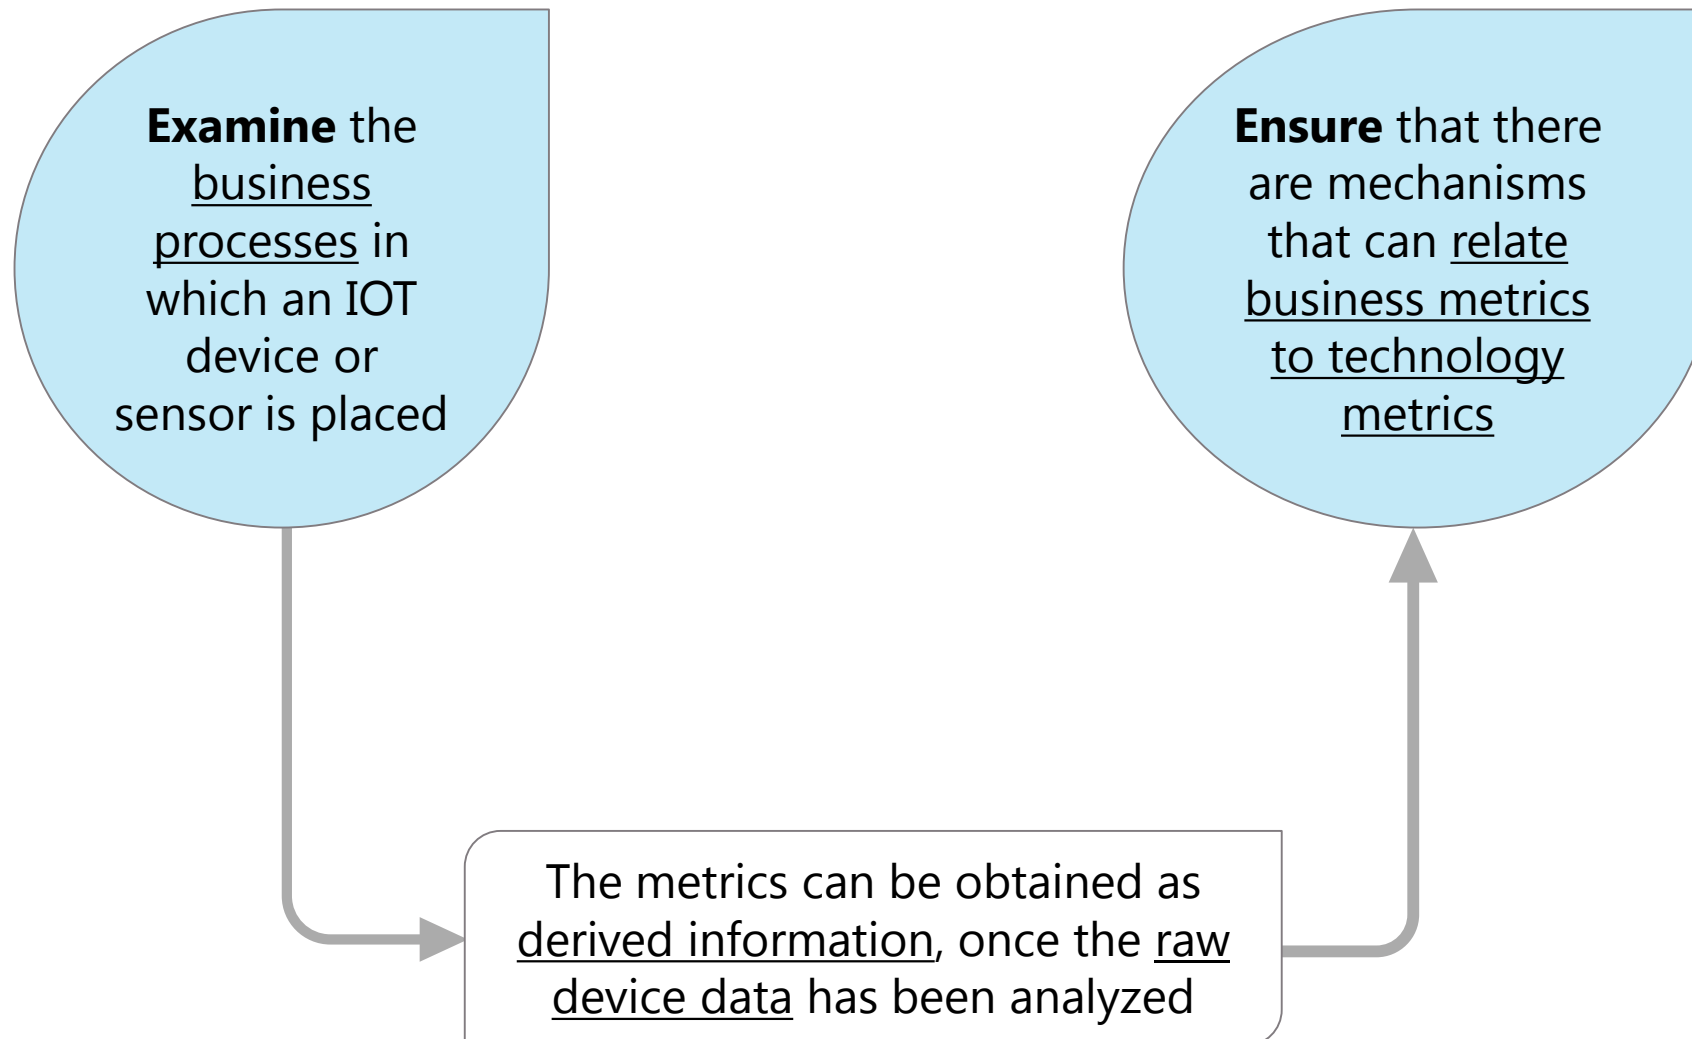 Examine the
business
processes in
which an IOT
device or
sensor is placed
Ensure that there
are mechanisms
that can relate
business metrics
to technology
metrics
The metrics can be obtained as
derived information, once the raw
device data has been analyzed